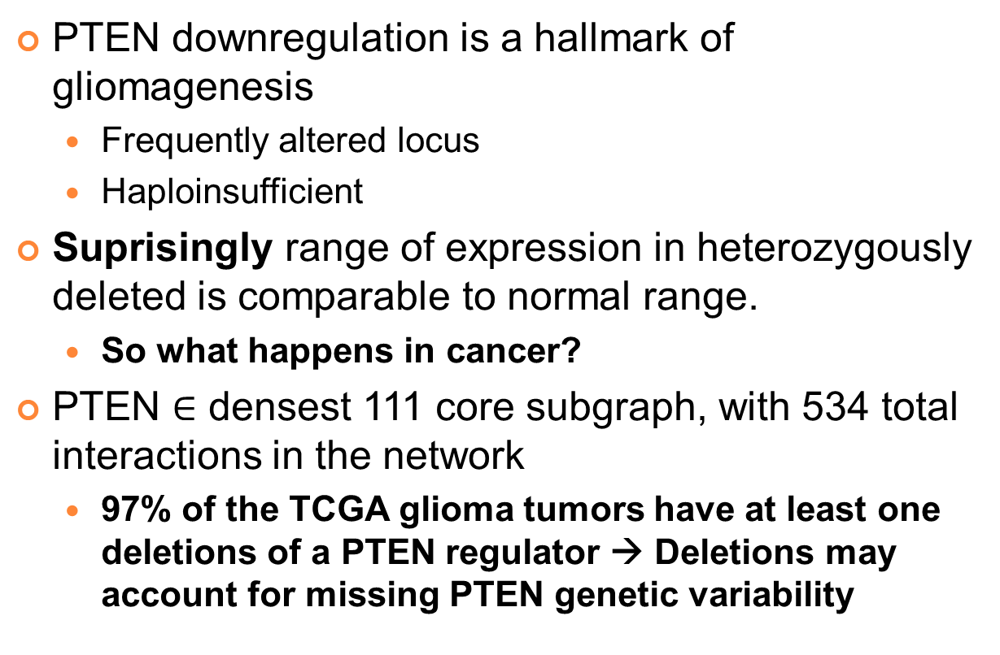 PTEN downregulation is a hallmark of
gliomagenesis
Frequently altered locus
Haploinsufficient
Suprisingly range of expression in heterozygously
deleted is comparable to normal range.
So what happens in cancer?
PTEN ∈ densest 111 core subgraph, with 534 total
interactions in the network
97% of the TCGA glioma tumors have at least one
deletions of a PTEN regulator → Deletions may
account for missing PTEN genetic variability